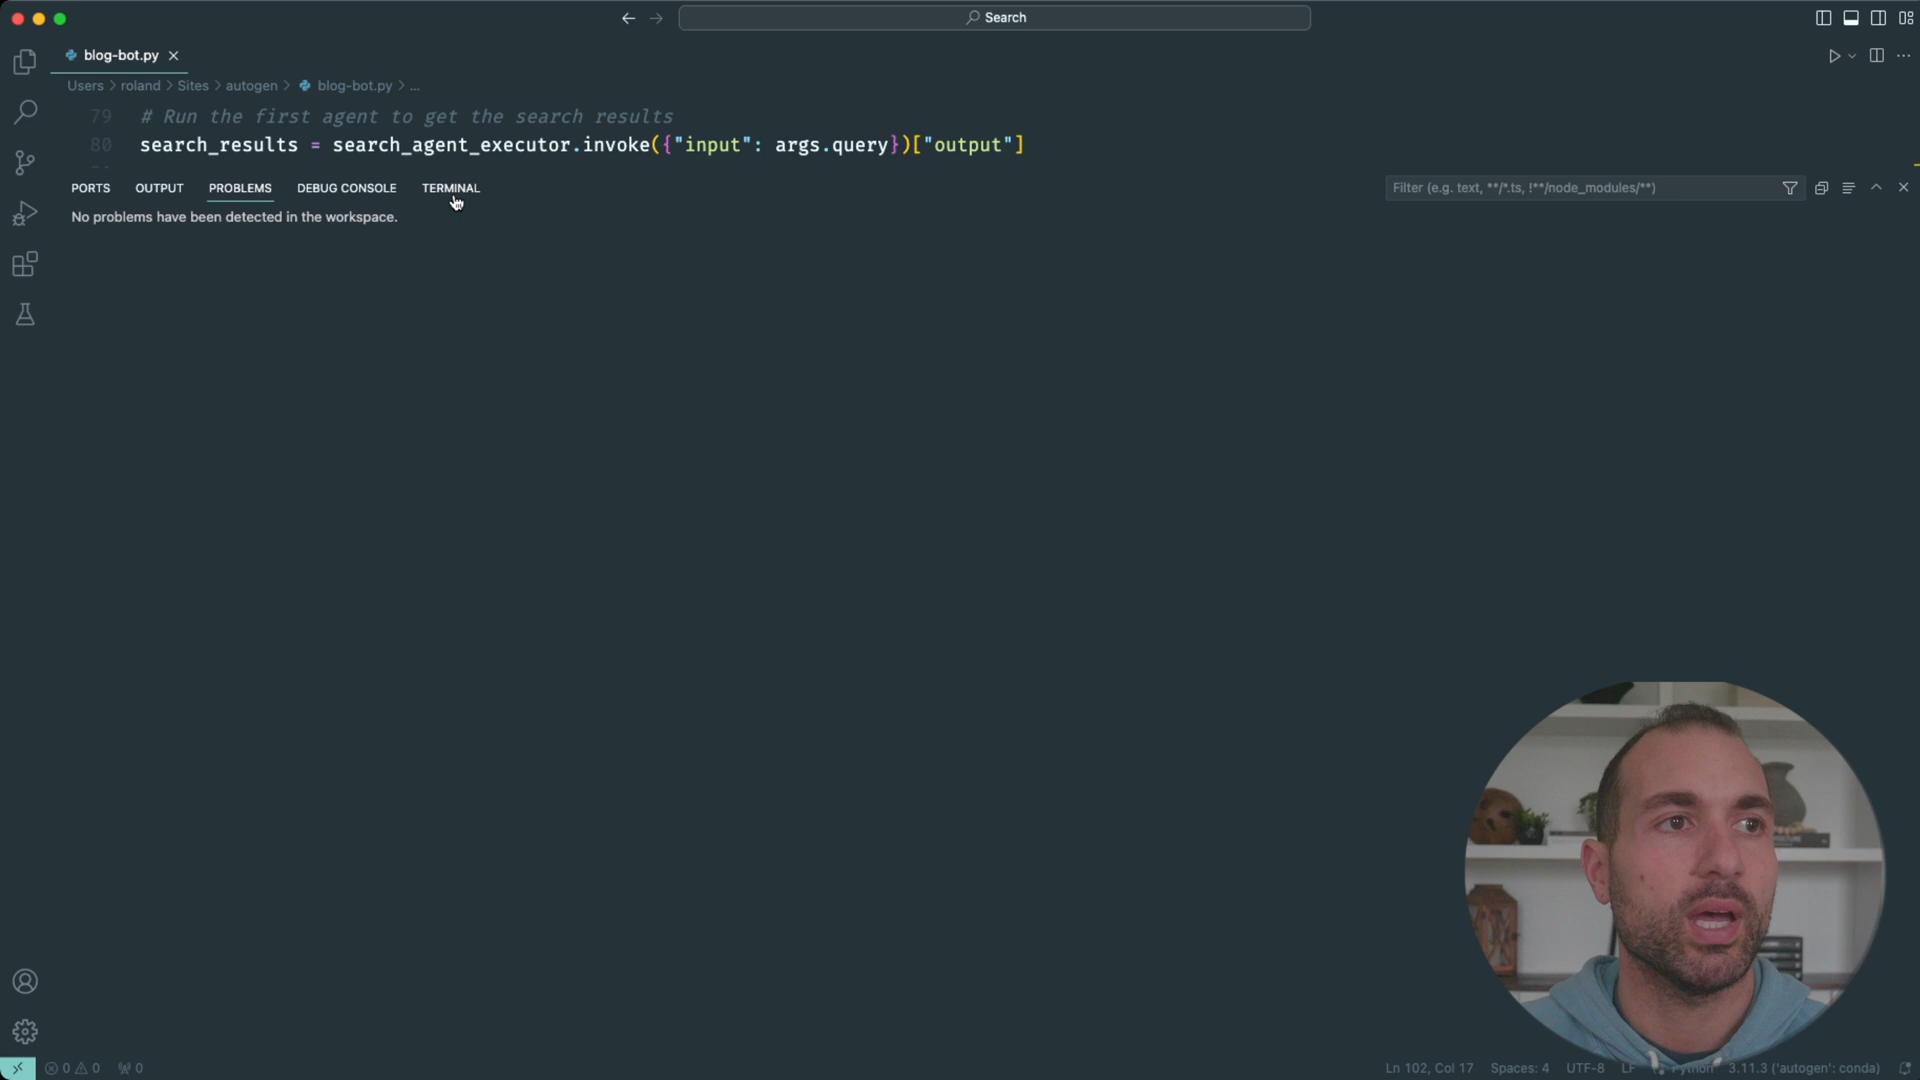 Search
blog-bot.py
Users > roland > Sites > autogen > blog-bot.py > ...
79 # Run the first agent to get the search results
80 search_results = search_agent_executor.invoke({"input": args.query})["output"]
PORTS OUTPUT PROBLEMS DEBUG CONSOLE TERMINAL Filter (e.g. text, **/*.ts, !**/node_modules/**)
No problems have been detected in the workspace.
0 0 0 Ln 102, Col 17 Spaces: 4 UTF-8 LF Python 3.11.3 ('autogen': conda)